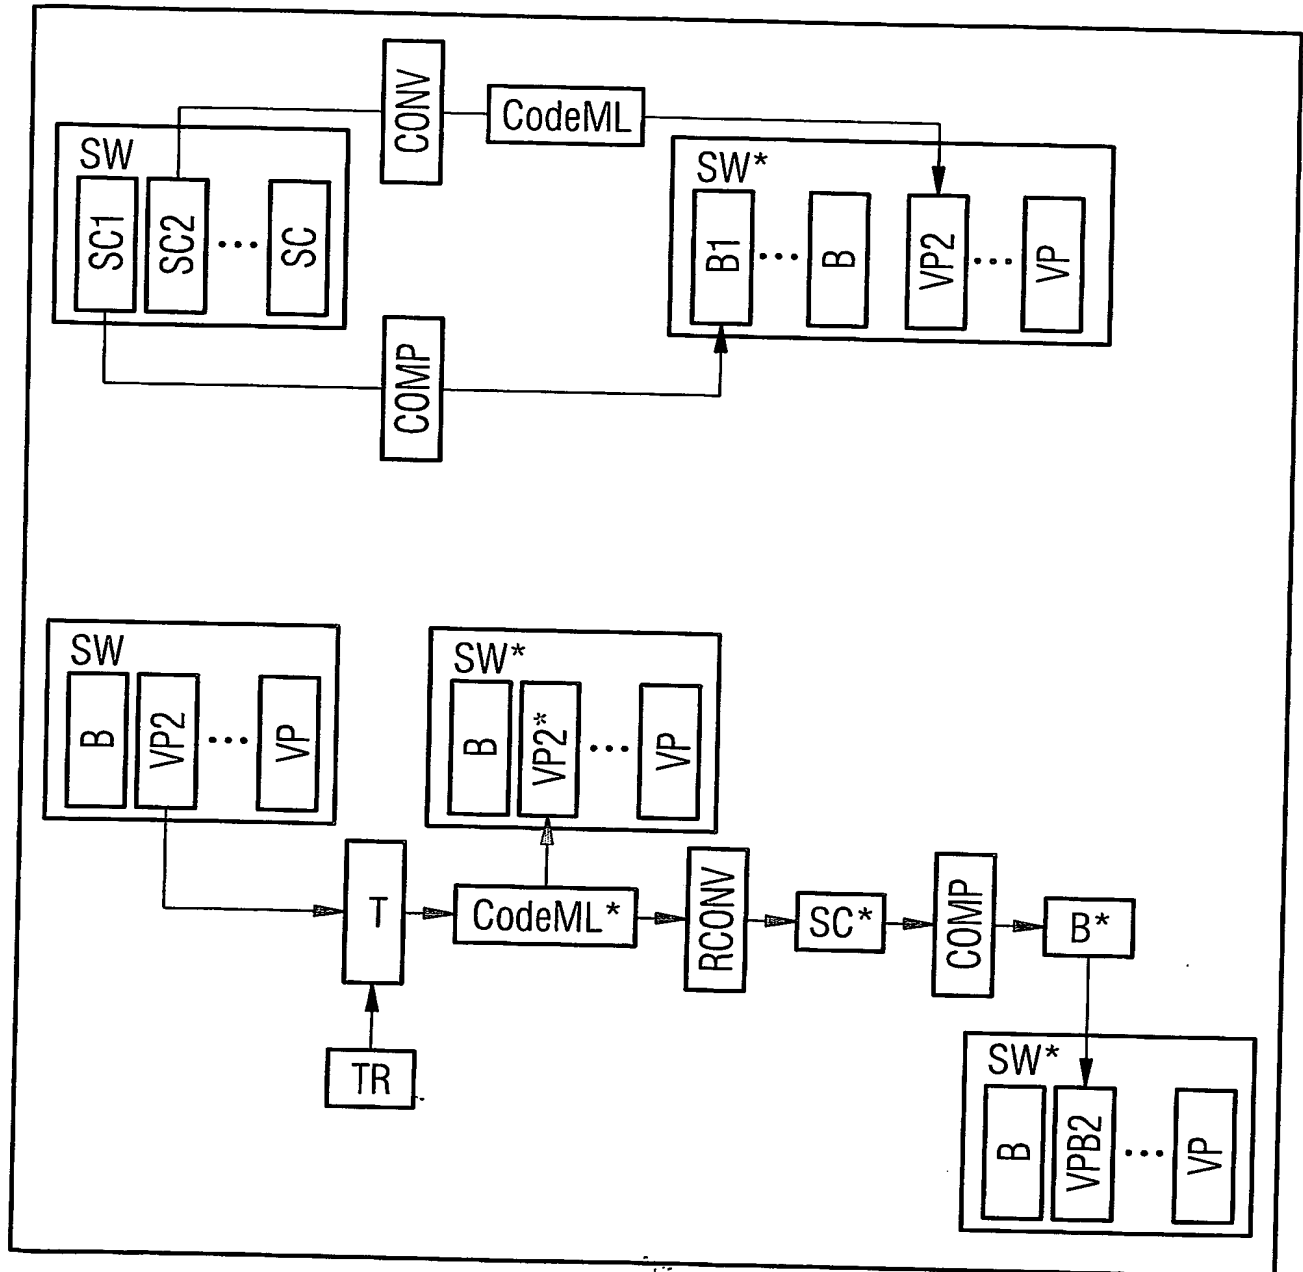 CONV
CodeML
SW
SC1
SC2
...
SC
SW*
B1
...
B
VP2
...
VP
COMP
SW
B
VP2
...
VP
SW*
B
VP2*
...
VP
T
CodeML*
RCONV
SC*
COMP
B*
TR
SW*
B
VPB2
...
VP